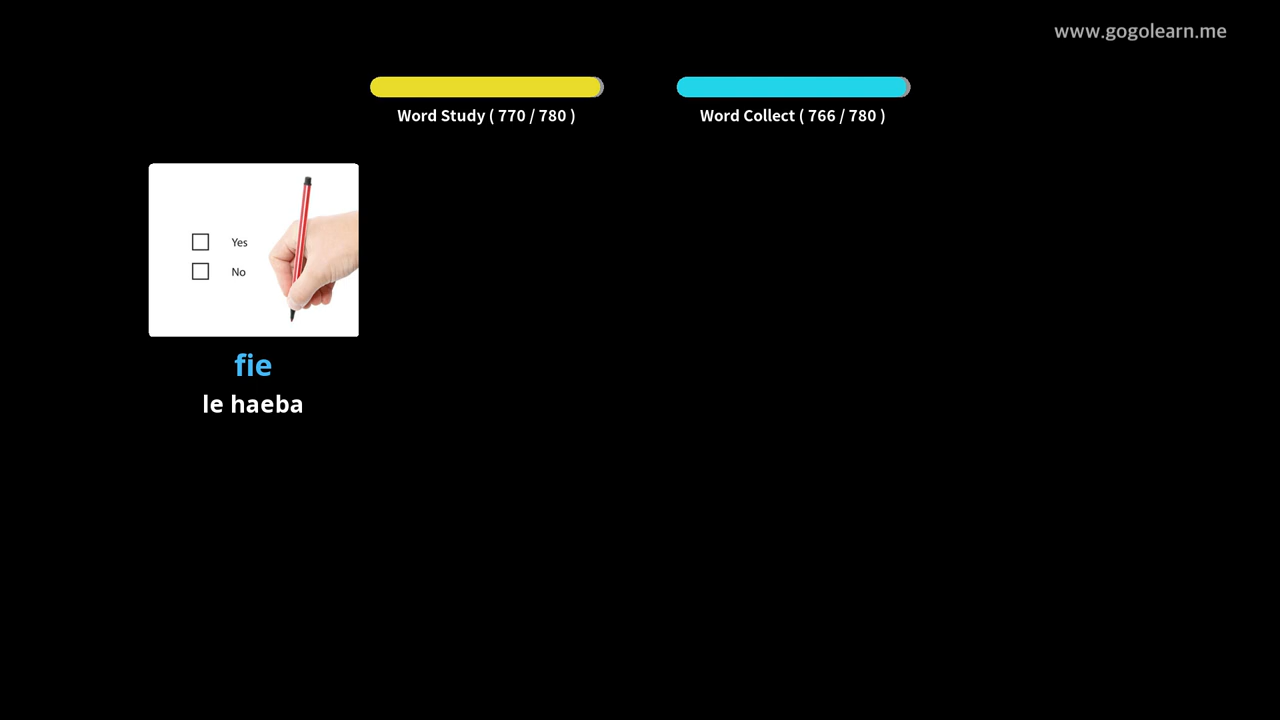 www.gogolearn.me
Word Study ( 770 / 780 )
Word Collect ( 766 / 780 )
Yes
No
fie
le haeba